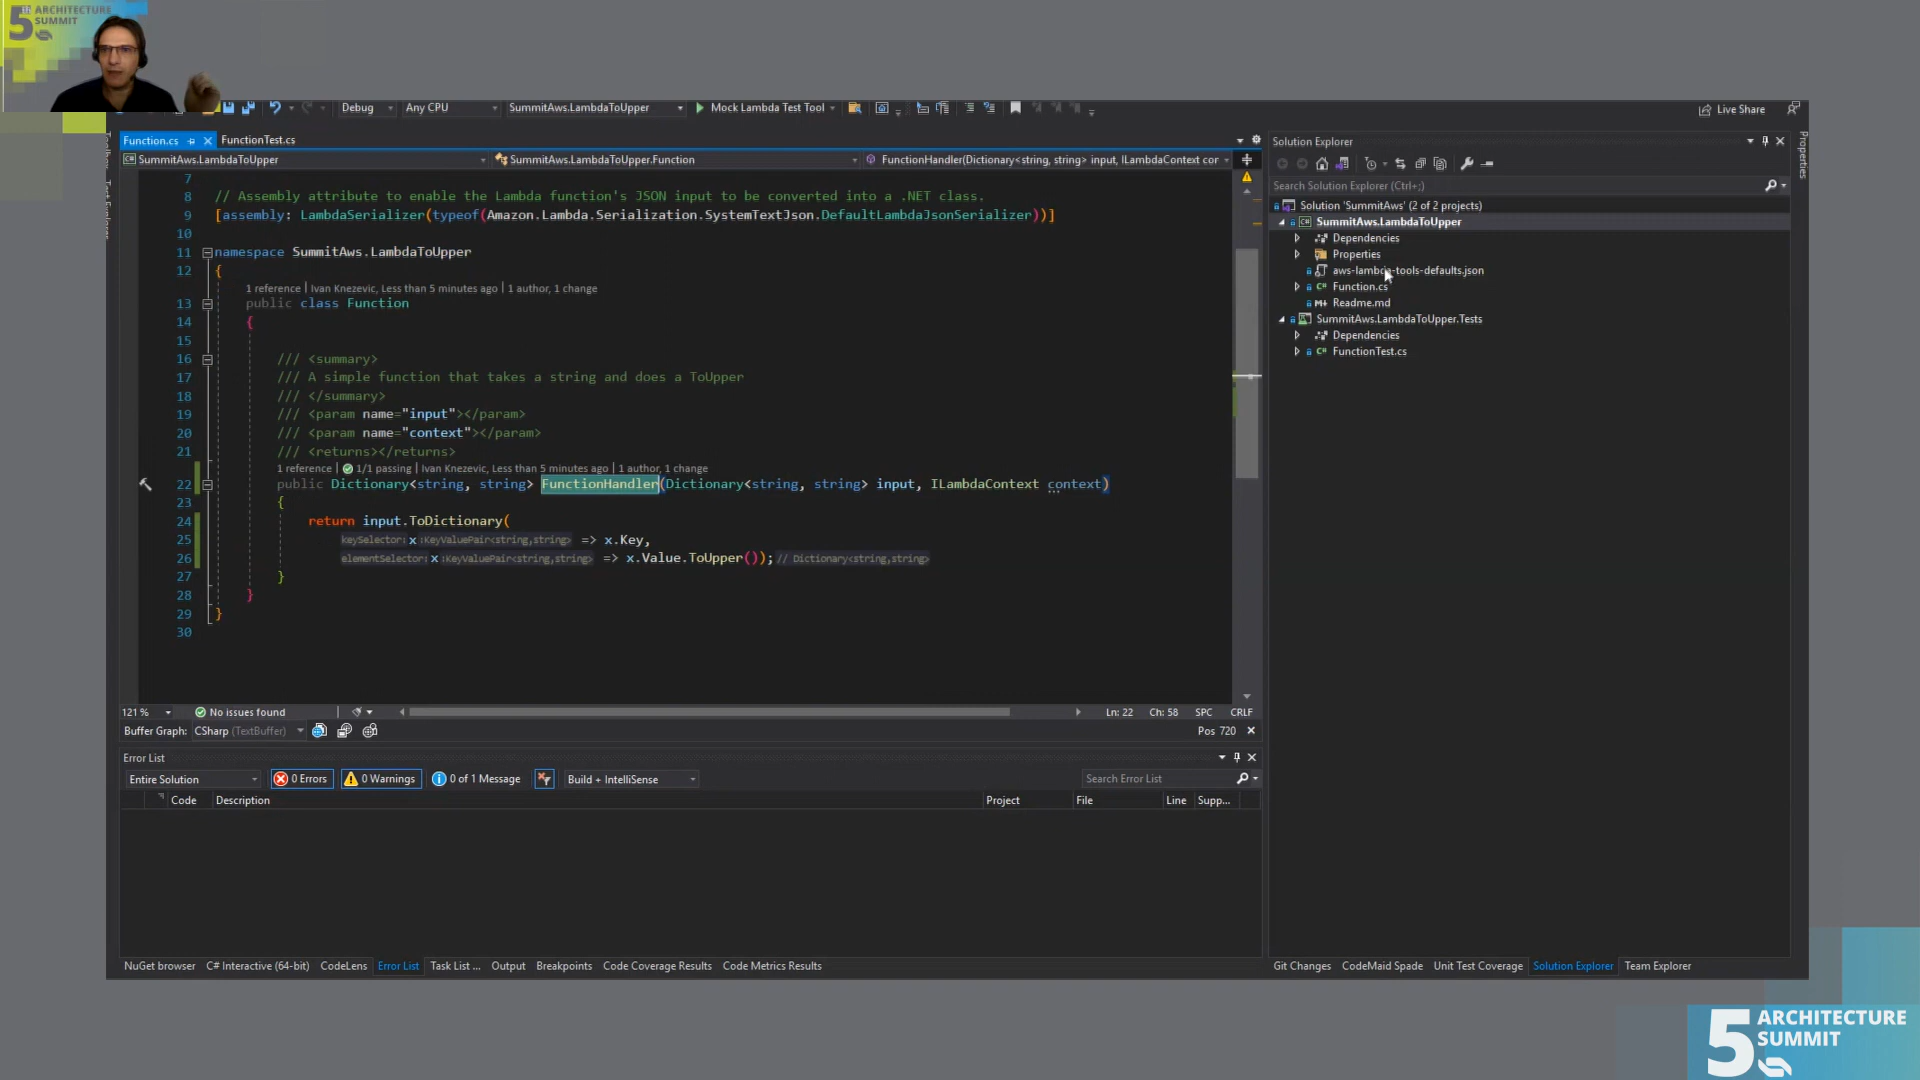 5TH ARCHITECTURE
SUMMIT
Debug
Any CPU
SummitAws.LambdaToUpper
Mock Lambda Test Tool
Live Share
Function.cs
FunctionTest.cs
SummitAws.LambdaToUpper
SummitAws.LambdaToUpper.Function
FunctionHandler(Dictionary<string, string> input, ILambdaContext cor
7
8 // Assembly attribute to enable the Lambda function's JSON input to be converted into a .NET class.
9 [assembly: LambdaSerializer(typeof(Amazon.Lambda.Serialization.SystemTextJson.DefaultLambdaJsonSerializer))]
10
11 namespace SummitAws.LambdaToUpper
12 {
1 reference | Ivan Knezevic, Less than 5 minutes ago | 1 author, 1 change
13 public class Function
14 {
15
16 /// <summary>
17 /// A simple function that takes a string and does a ToUpper
18 /// </summary>
19 /// <param name="input"></param>
20 /// <param name="context"></param>
21 /// <returns></returns>
1 reference | 1/1 passing | Ivan Knezevic, Less than 5 minutes ago | 1 author, 1 change
22 public Dictionary<string, string> FunctionHandler(Dictionary<string, string> input, ILambdaContext context)
23 {
24 return input.ToDictionary(
25 keySelector: x :KeyValuePair<string,string> => x.Key,
26 elementSelector: x :KeyValuePair<string,string> => x.Value.ToUpper()); // Dictionary<string,string>
27 }
28 }
29 }
30
121 %
No issues found
Ln: 22
Ch: 58
SPC
CRLF
Buffer Graph: CSharp (TextBuffer)
Pos 720
Error List
Entire Solution
0 Errors
0 Warnings
0 of 1 Message
Build + IntelliSense
Search Error List
Code
Description
Project
File
Line
Supp...
NuGet browser
C# Interactive (64-bit)
CodeLens
Error List
Task List ...
Output
Breakpoints
Code Coverage Results
Code Metrics Results
Solution Explorer
Search Solution Explorer (Ctrl+;)
Solution 'SummitAws' (2 of 2 projects)
SummitAws.LambdaToUpper
Dependencies
Properties
aws-lambda-tools-defaults.json
Function.cs
Readme.md
SummitAws.LambdaToUpper.Tests
Dependencies
FunctionTest.cs
Git Changes
CodeMaid Spade
Unit Test Coverage
Solution Explorer
Team Explorer
Properties
5 ARCHITECTURE
SUMMIT